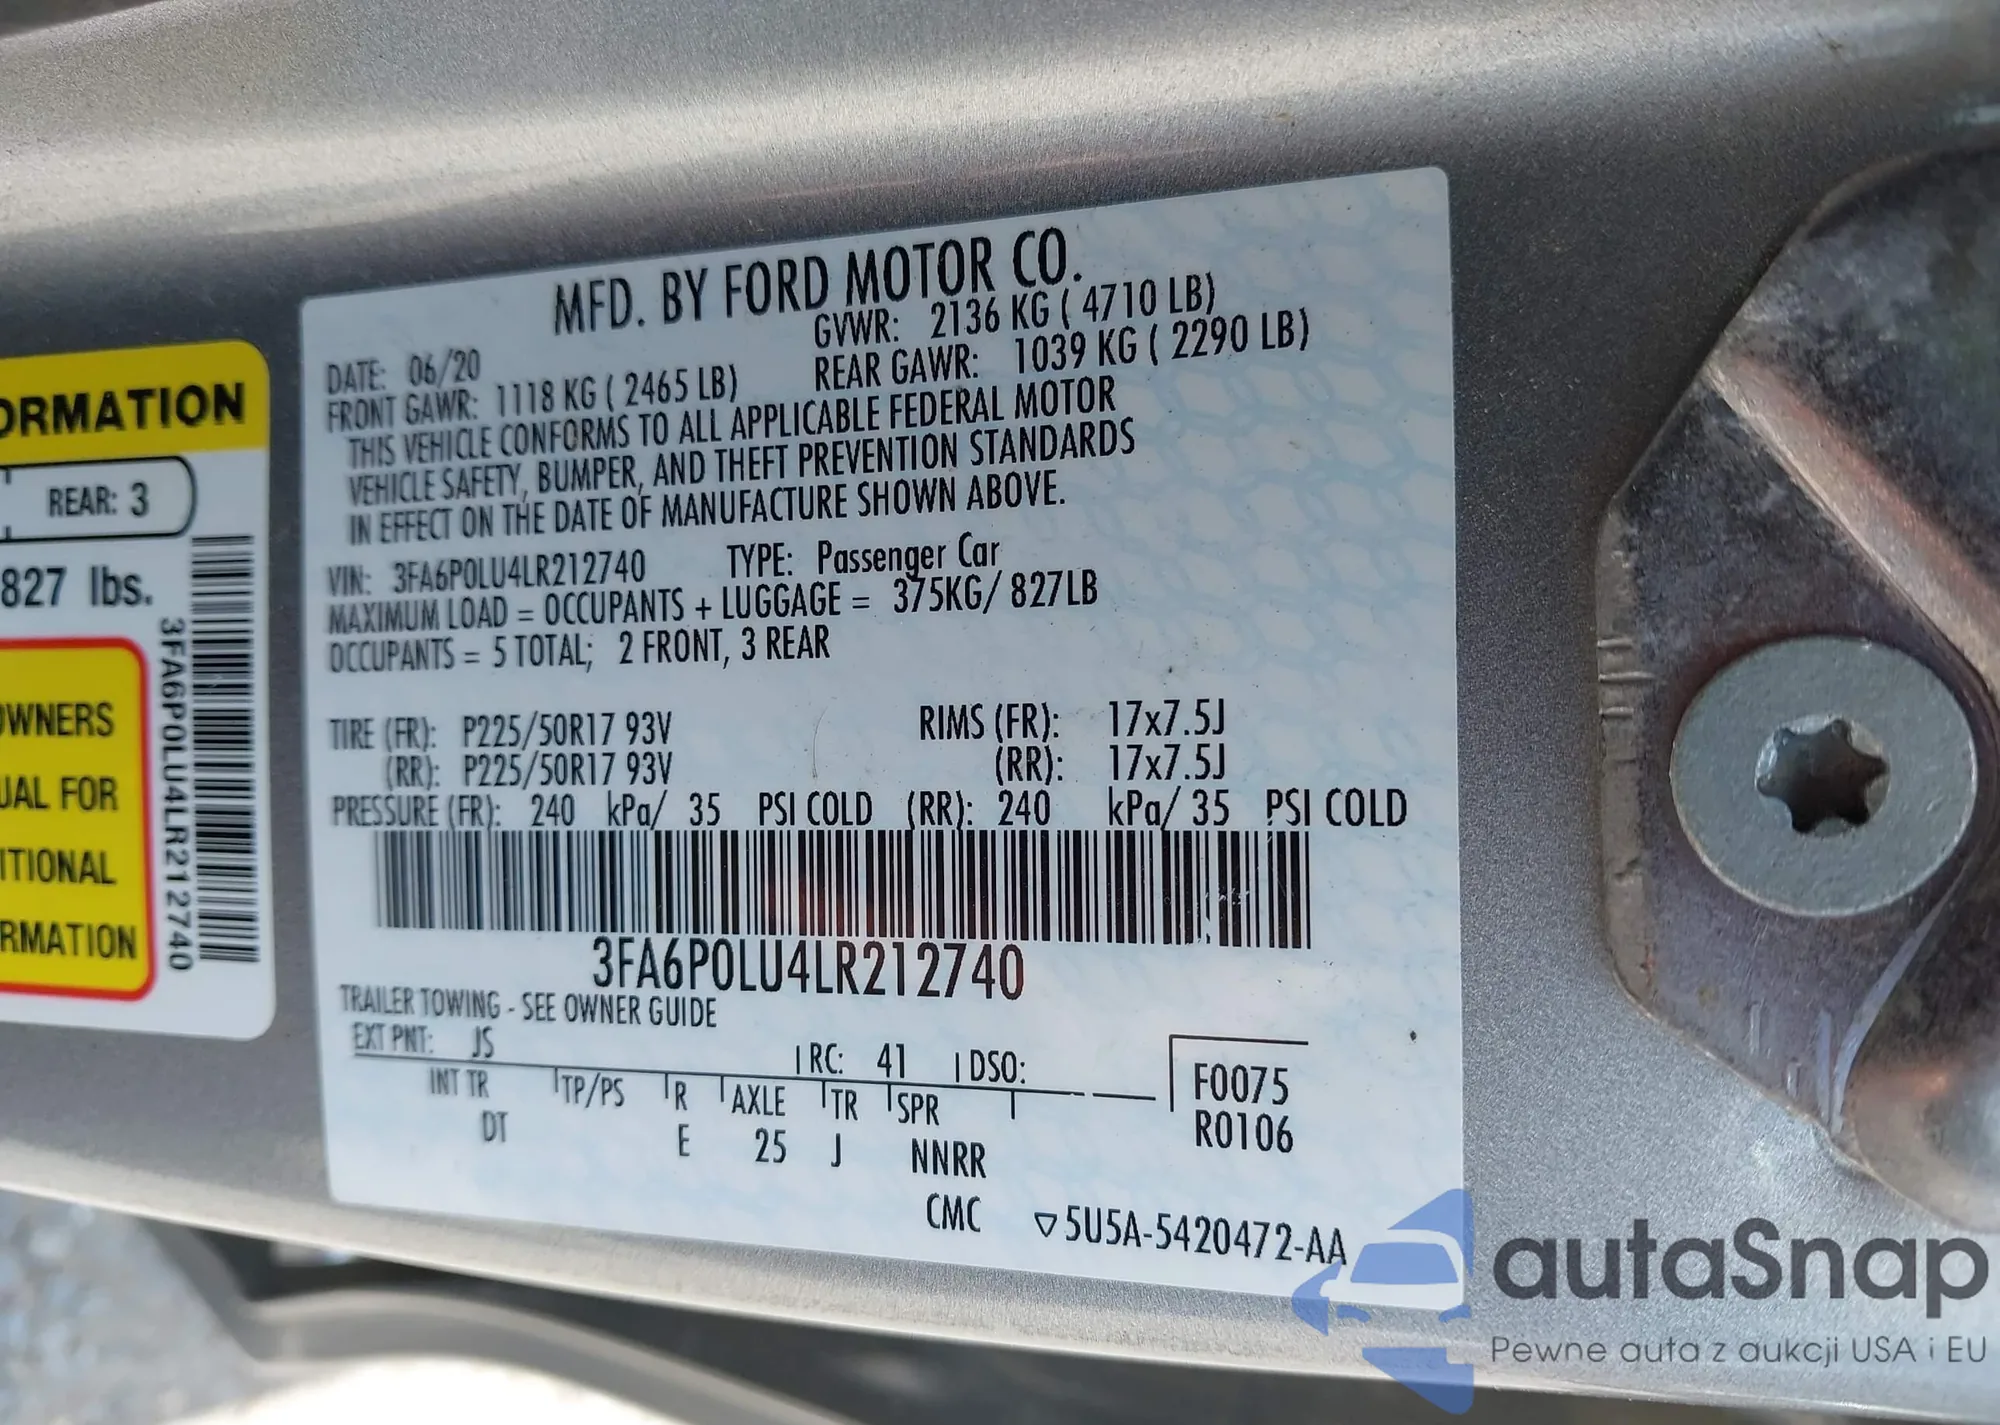 ORMATION
REAR: 3
827 lbs.
OWNERS
UAL FOR
ITIONAL
RMATION
3FA6P0LU4LR212740
MFD. BY FORD MOTOR CO.
DATE: 06/20 GVWR: 2136 KG ( 4710 LB)
FRONT GAWR: 1118 KG ( 2465 LB) REAR GAWR: 1039 KG ( 2290 LB)
THIS VEHICLE CONFORMS TO ALL APPLICABLE FEDERAL MOTOR
VEHICLE SAFETY, BUMPER, AND THEFT PREVENTION STANDARDS
IN EFFECT ON THE DATE OF MANUFACTURE SHOWN ABOVE.
VIN: 3FA6P0LU4LR212740 TYPE: Passenger Car
MAXIMUM LOAD = OCCUPANTS + LUGGAGE = 375KG/ 827LB
OCCUPANTS = 5 TOTAL; 2 FRONT, 3 REAR
TIRE (FR): P225/50R17 93V RIMS (FR): 17x7.5J
(RR): P225/50R17 93V (RR): 17x7.5J
PRESSURE (FR): 240 kPa/ 35 PSI COLD (RR): 240 kPa/ 35 PSI COLD
3FA6P0LU4LR212740
TRAILER TOWING - SEE OWNER GUIDE
EXT PNT: JS RC: 41 DSO:
INT TR TP/PS R AXLE TR SPR
DT E 25 J NNRR
F0075
R0106
CMC ▽5U5A-5420472-AA
autaSnap
Pewne auta z aukcji USA i EU